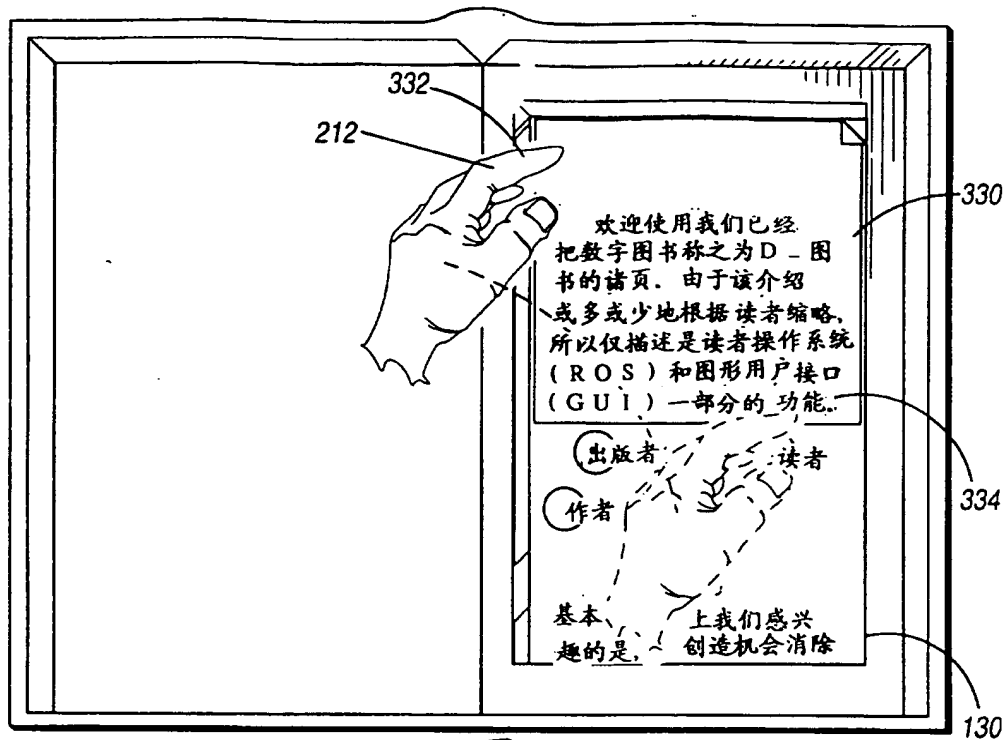 332
212
330
欢迎使用我们已经
把数字图书称之为D_图
书的诸页.由于该介绍
或多或少地根据读者缩略,
所以仅描述是读者操作系统
(ROS)和图形用户接口
(GUI)一部分的功能.
出版者 读者
334
作者
基本 上我们感兴
趣的是, 创造机会消除
130